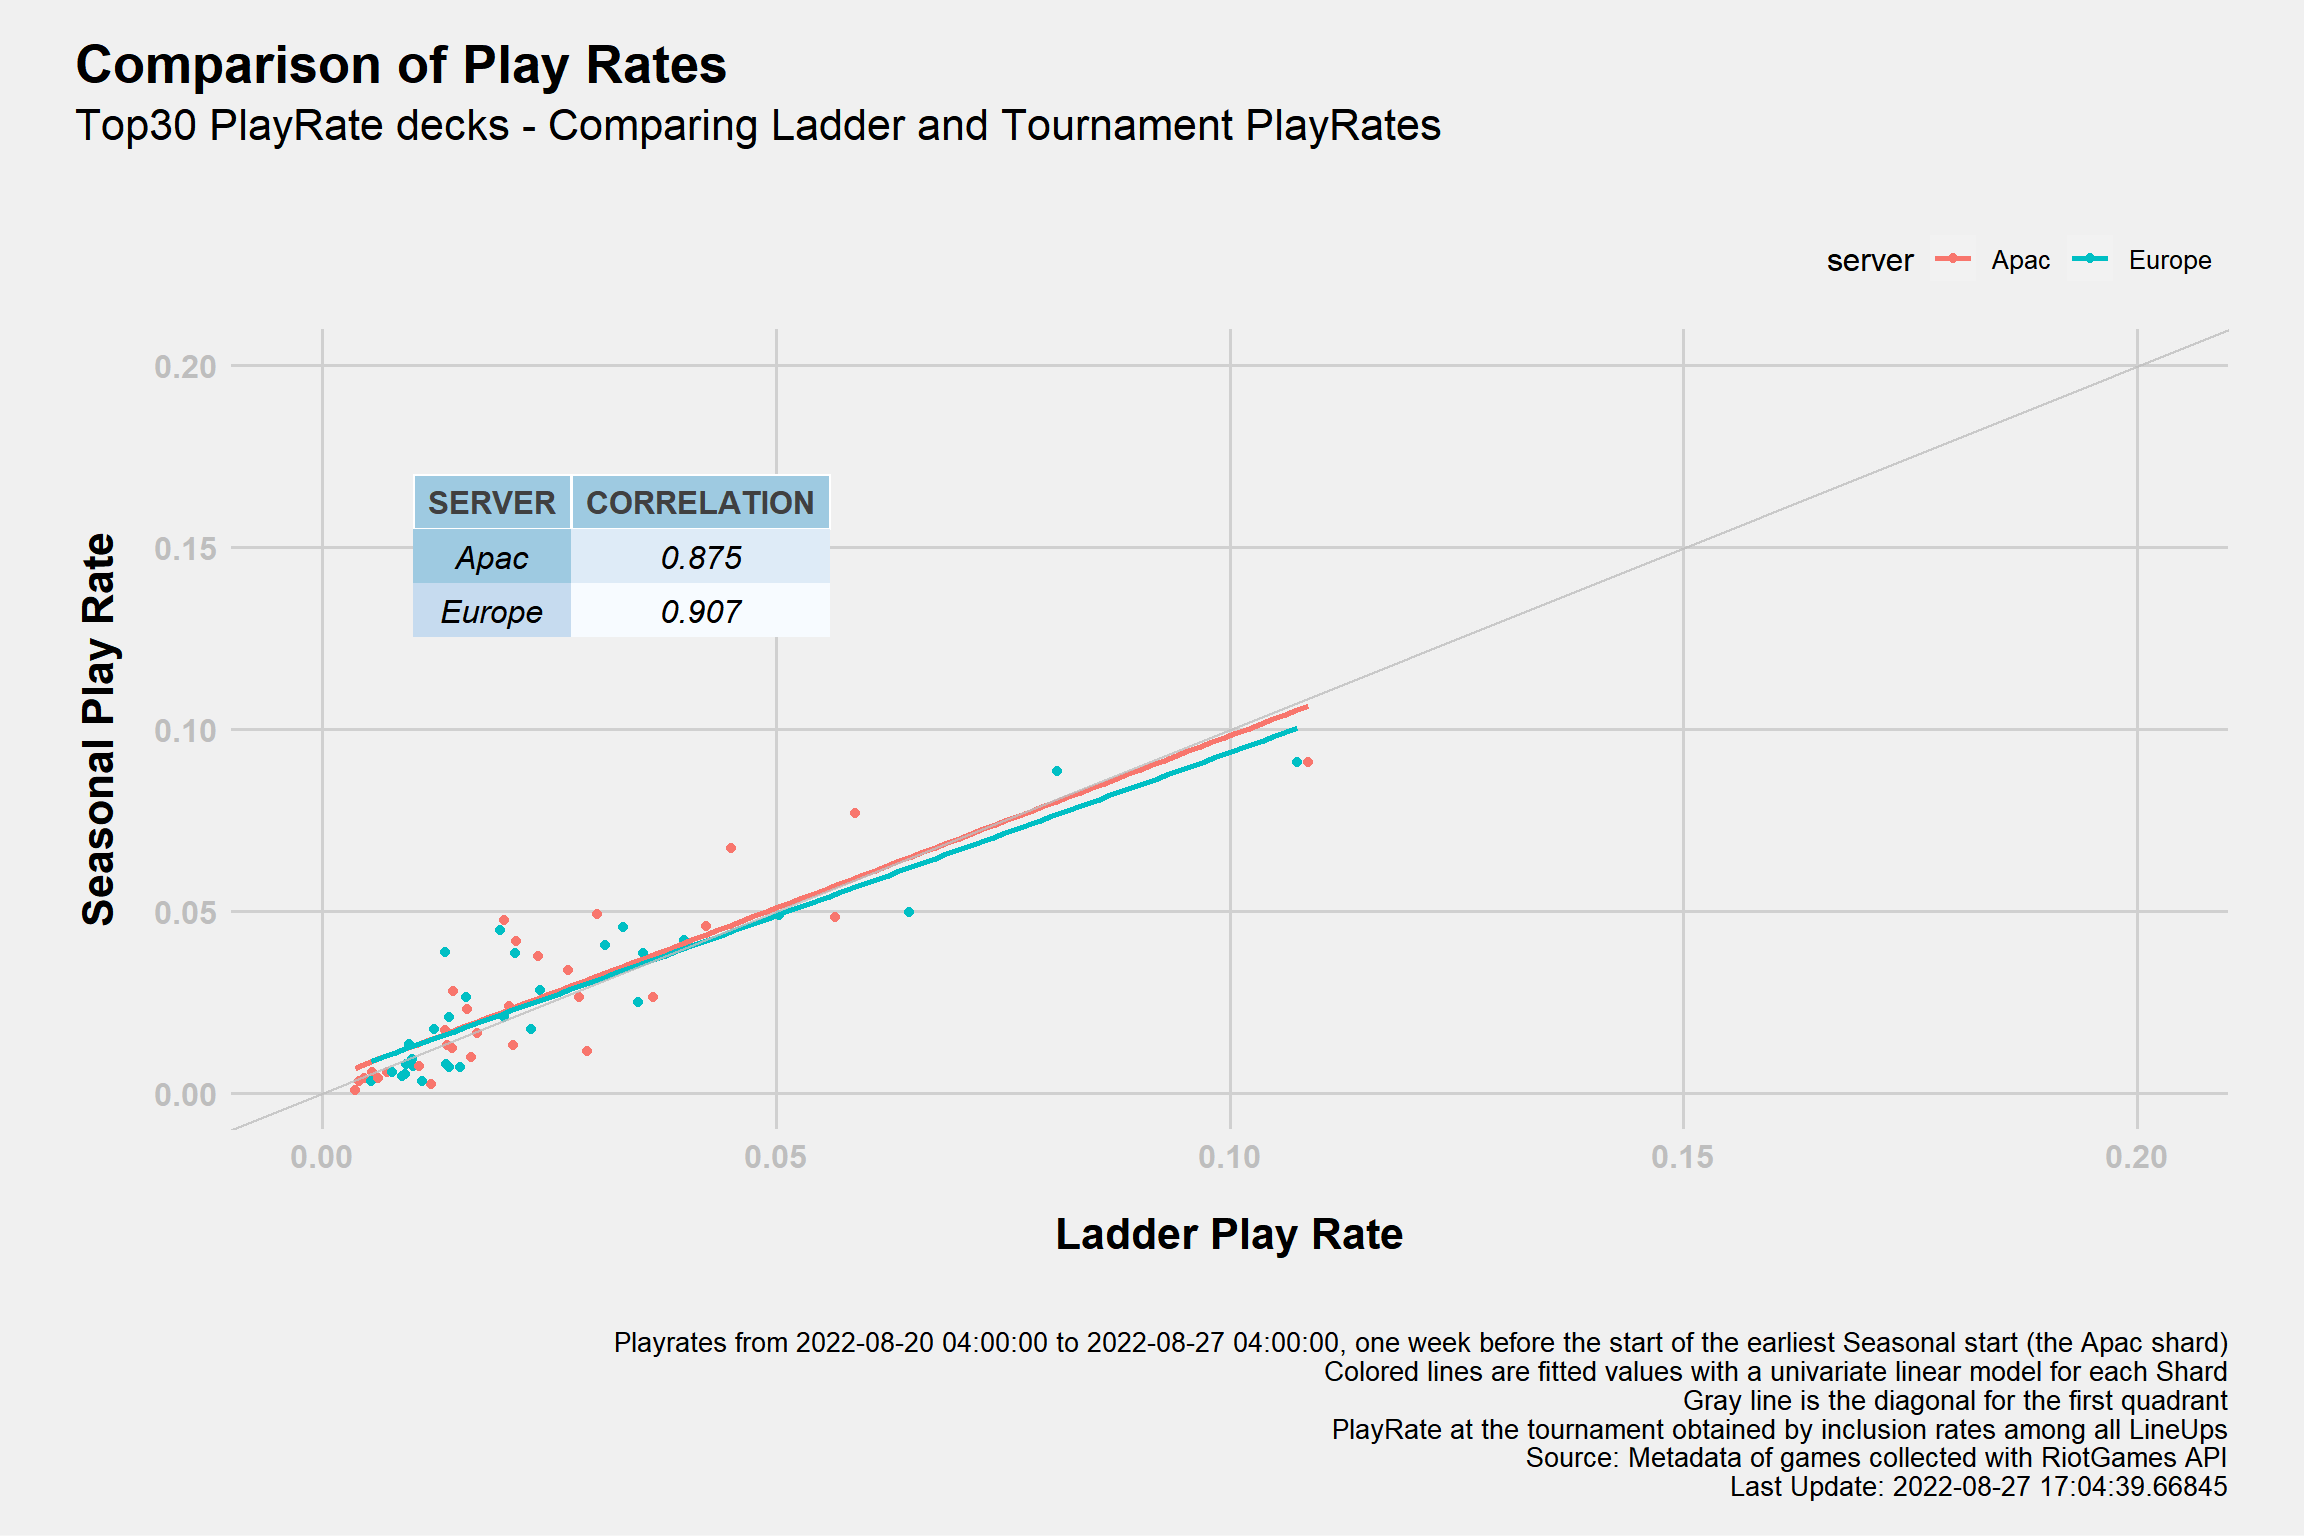 Comparison of Play Rates
Top30 PlayRate decks - Comparing Ladder and Tournament PlayRates
server Apac Europe
0.20
0.15
0.10
0.05
0.00
Seasonal Play Rate
SERVER CORRELATION
Apac 0.875
Europe 0.907
0.00 0.05 0.10 0.15 0.20
Ladder Play Rate
Playrates from 2022-08-20 04:00:00 to 2022-08-27 04:00:00, one week before the start of the earliest Seasonal start (the Apac shard)
Colored lines are fitted values with a univariate linear model for each Shard
Gray line is the diagonal for the first quadrant
PlayRate at the tournament obtained by inclusion rates among all LineUps
Source: Metadata of games collected with RiotGames API
Last Update: 2022-08-27 17:04:39.66845